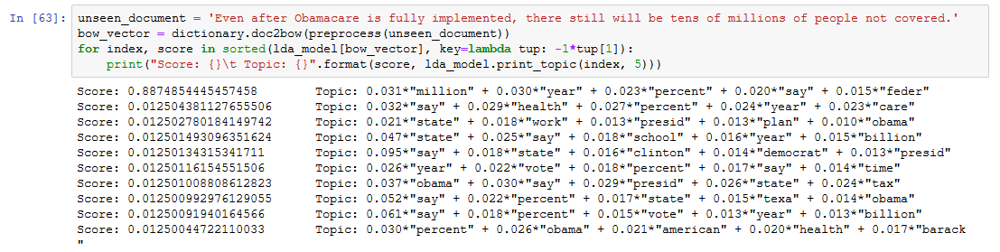 In [63]: unseen_document = 'Even after Obamacare is fully implemented, there still will be tens of millions of people not covered.'
bow_vector = dictionary.doc2bow(preprocess(unseen_document))
for index, score in sorted(lda_model[bow_vector], key=lambda tup: -1*tup[1]):
    print("Score: {}\t Topic: {}".format(score, lda_model.print_topic(index, 5)))
Score: 0.8874854445457458 Topic: 0.031*"million" + 0.030*"year" + 0.023*"percent" + 0.020*"say" + 0.015*"feder"
Score: 0.012504381127655506 Topic: 0.032*"say" + 0.029*"health" + 0.027*"percent" + 0.024*"year" + 0.023*"care"
Score: 0.012502780184149742 Topic: 0.021*"state" + 0.018*"work" + 0.013*"presid" + 0.013*"plan" + 0.010*"obama"
Score: 0.012501493096351624 Topic: 0.047*"state" + 0.025*"say" + 0.018*"school" + 0.016*"year" + 0.015*"billion"
Score: 0.01250134315341711 Topic: 0.095*"say" + 0.018*"state" + 0.016*"clinton" + 0.014*"democrat" + 0.013*"presid"
Score: 0.01250116154551506 Topic: 0.026*"year" + 0.022*"vote" + 0.018*"percent" + 0.017*"say" + 0.014*"time"
Score: 0.012501008808612823 Topic: 0.037*"obama" + 0.030*"say" + 0.029*"presid" + 0.026*"state" + 0.024*"tax"
Score: 0.012500992976129055 Topic: 0.052*"say" + 0.022*"percent" + 0.017*"state" + 0.015*"texa" + 0.014*"obama"
Score: 0.01250091940164566 Topic: 0.061*"say" + 0.018*"percent" + 0.015*"vote" + 0.013*"year" + 0.013*"billion"
Score: 0.01250044722110033 Topic: 0.030*"percent" + 0.026*"obama" + 0.021*"american" + 0.020*"health" + 0.017*"barack
"